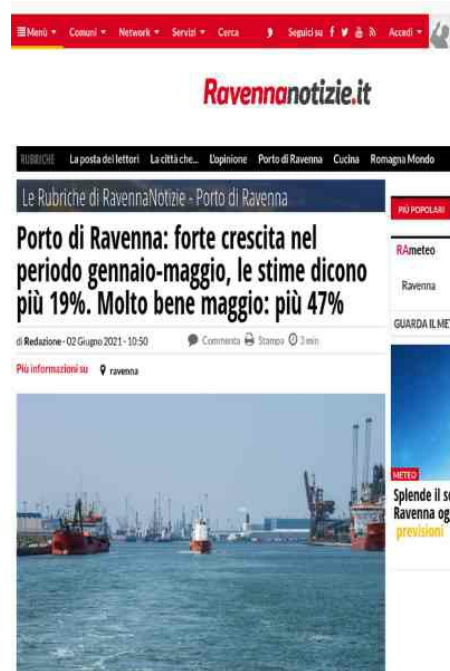 Menù Comuni Network Servizi Cerca Seguici su Accedi
Ravennanotizie.it
RUBRICHE La posta dei lettori La città che... L'opinione Porto di Ravenna Cucina Romagna Mondo
Le Rubriche di RavennaNotizie - Porto di Ravenna
Porto di Ravenna: forte crescita nel
periodo gennaio-maggio, le stime dicono
più 19%. Molto bene maggio: più 47%
di Redazione - 02 Giugno 2021 - 10:50 Commenta Stampa 3 min
Più informazioni su ravenna
PIÙ POPOLARI
RAmeteo
Ravenna
GUARDA IL MET
METEO
Splende il so
Ravenna og
previsioni